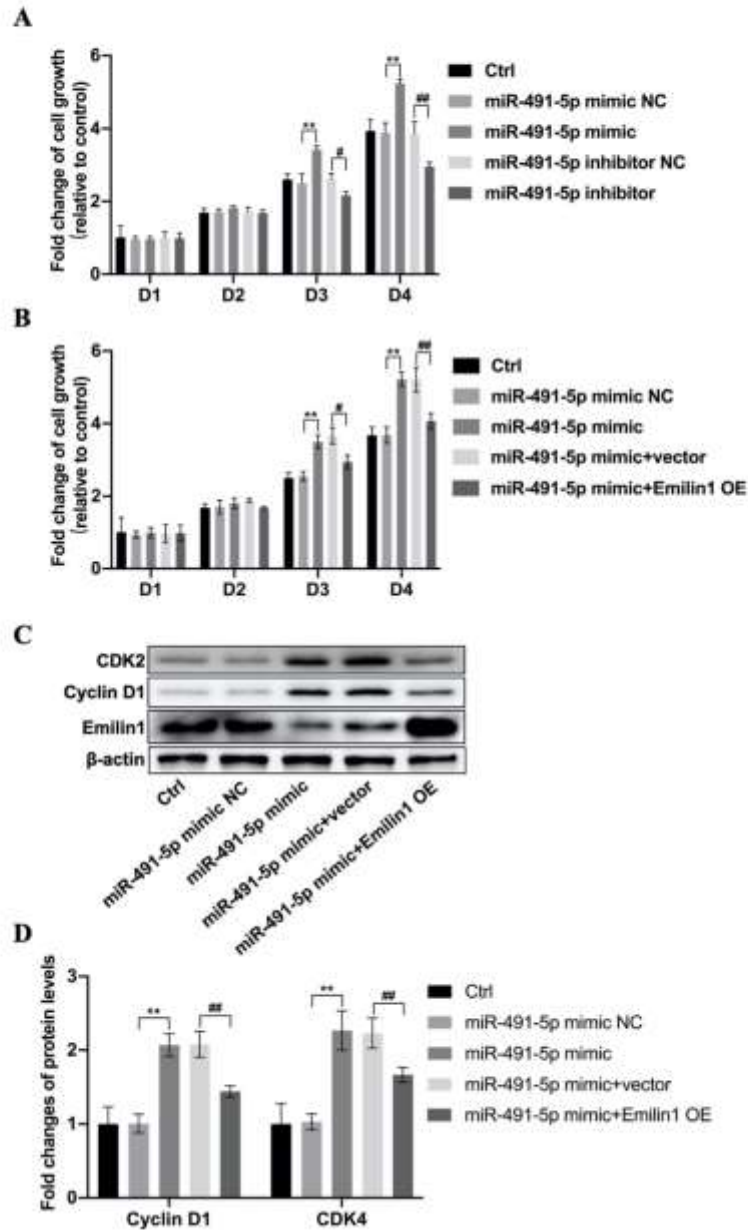 A
Fold change of cell growth
(relative to control)
6
4
2
0
D1 D2 D3 D4
** # ** ##
Ctrl
miR-491-5p mimic NC
miR-491-5p mimic
miR-491-5p inhibitor NC
miR-491-5p inhibitor
B
Fold change of cell growth
(relative to control)
6
4
2
0
D1 D2 D3 D4
** # ** ##
Ctrl
miR-491-5p mimic NC
miR-491-5p mimic
miR-491-5p mimic+vector
miR-491-5p mimic+Emilin1 OE
C
CDK2
Cyclin D1
Emilin1
β-actin
Ctrl
miR-491-5p mimic NC
miR-491-5p mimic
miR-491-5p mimic+vector
miR-491-5p mimic+Emilin1 OE
D
Fold changes of protein levels
3
2
1
0
Cyclin D1 CDK4
** ## ** ##
Ctrl
miR-491-5p mimic NC
miR-491-5p mimic
miR-491-5p mimic+vector
miR-491-5p mimic+Emilin1 OE